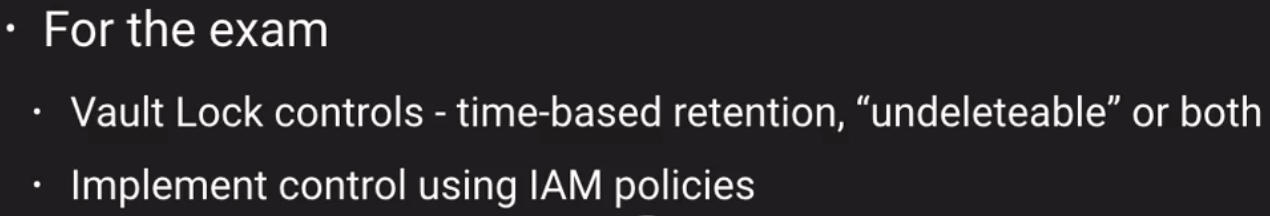 • For the exam
• Vault Lock controls - time-based retention, “undeleteable” or both
• Implement control using IAM policies